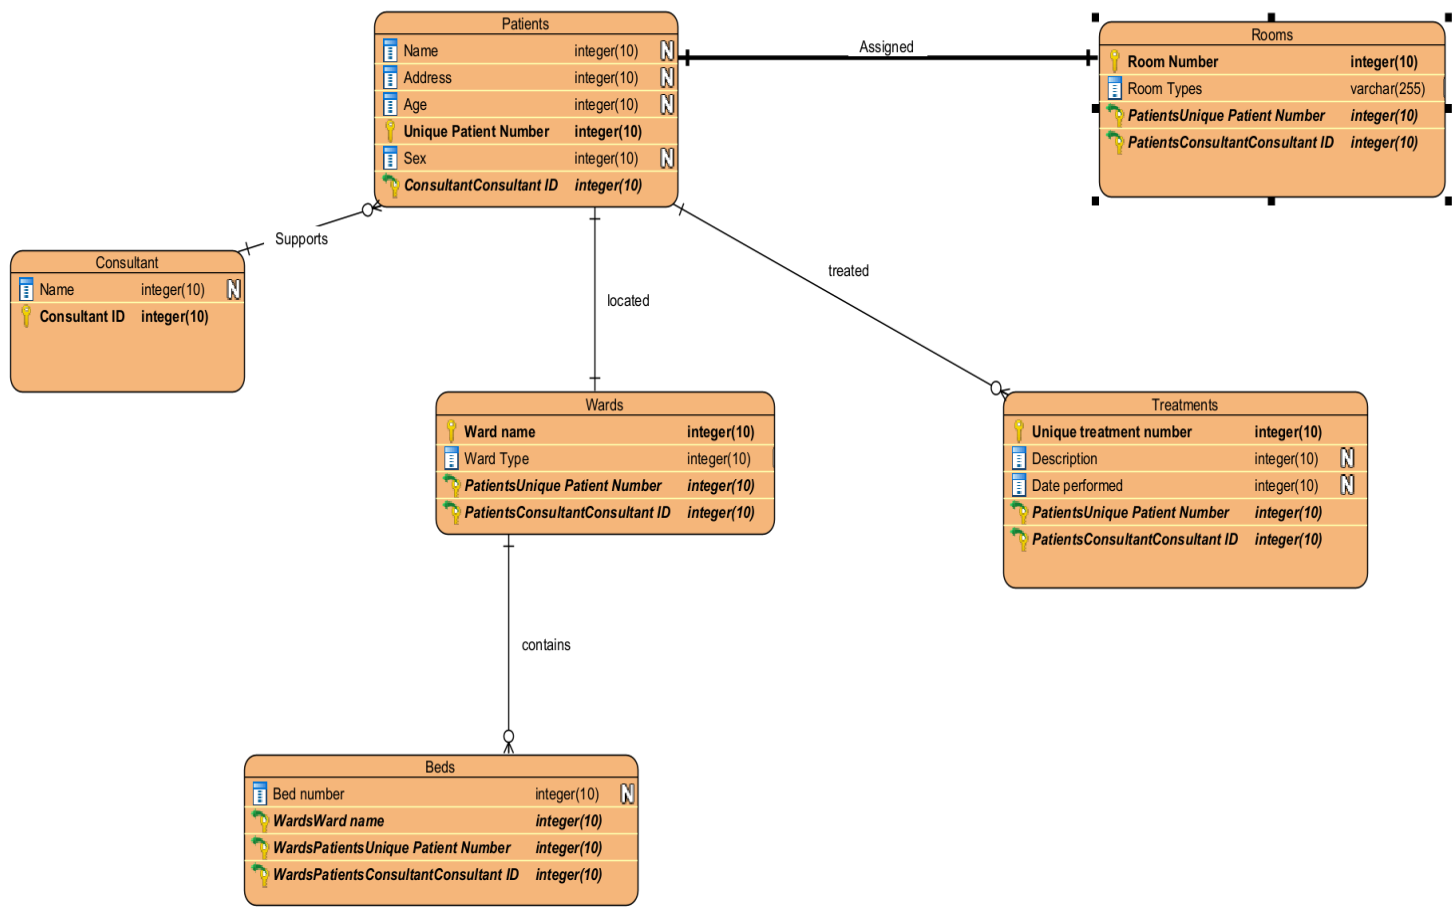 Patients
Name integer(10) N
Address integer(10) N
Age integer(10) N
Unique Patient Number integer(10)
Sex integer(10) N
ConsultantConsultant ID integer(10)
Assigned
Rooms
Room Number integer(10)
Room Types varchar(255)
PatientsUnique Patient Number integer(10)
PatientsConsultantConsultant ID integer(10)
Supports
Consultant
Name integer(10) N
Consultant ID integer(10)
located
treated
Wards
Ward name integer(10)
Ward Type integer(10)
PatientsUnique Patient Number integer(10)
PatientsConsultantConsultant ID integer(10)
Treatments
Unique treatment number integer(10)
Description integer(10) N
Date performed integer(10) N
PatientsUnique Patient Number integer(10)
PatientsConsultantConsultant ID integer(10)
contains
Beds
Bed number integer(10) N
WardsWard name integer(10)
WardsPatientsUnique Patient Number integer(10)
WardsPatientsConsultantConsultant ID integer(10)